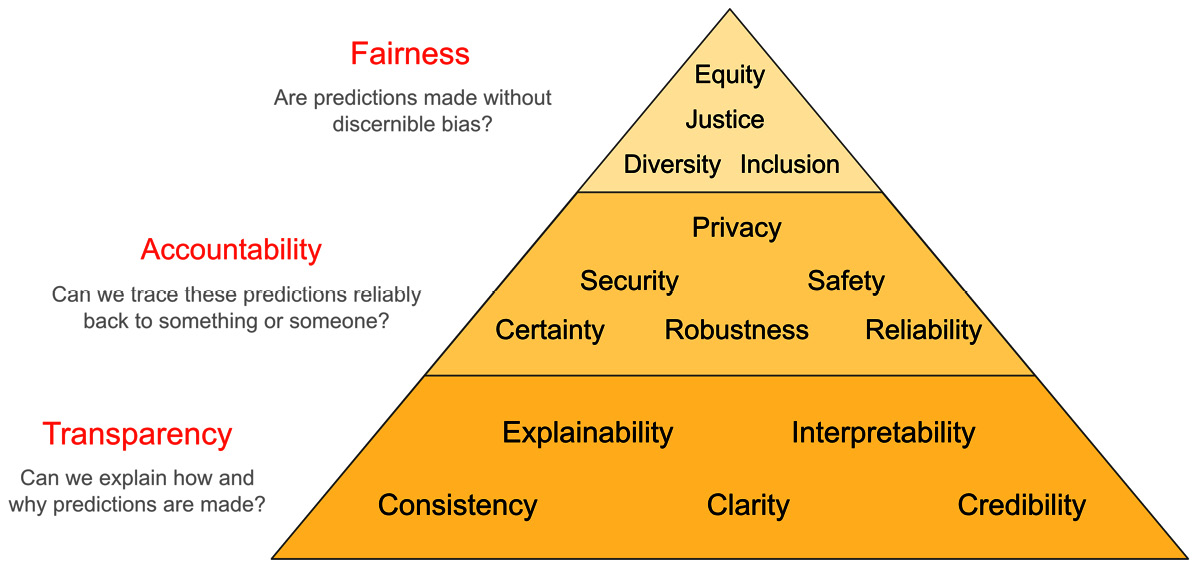 Fairness
Are predictions made without
discernible bias?
Equity
Justice
Diversity Inclusion
Accountability
Can we trace these predictions reliably
back to something or someone?
Privacy
Security Safety
Certainty Robustness Reliability
Transparency
Can we explain how and
why predictions are made?
Explainability Interpretability
Consistency Clarity Credibility